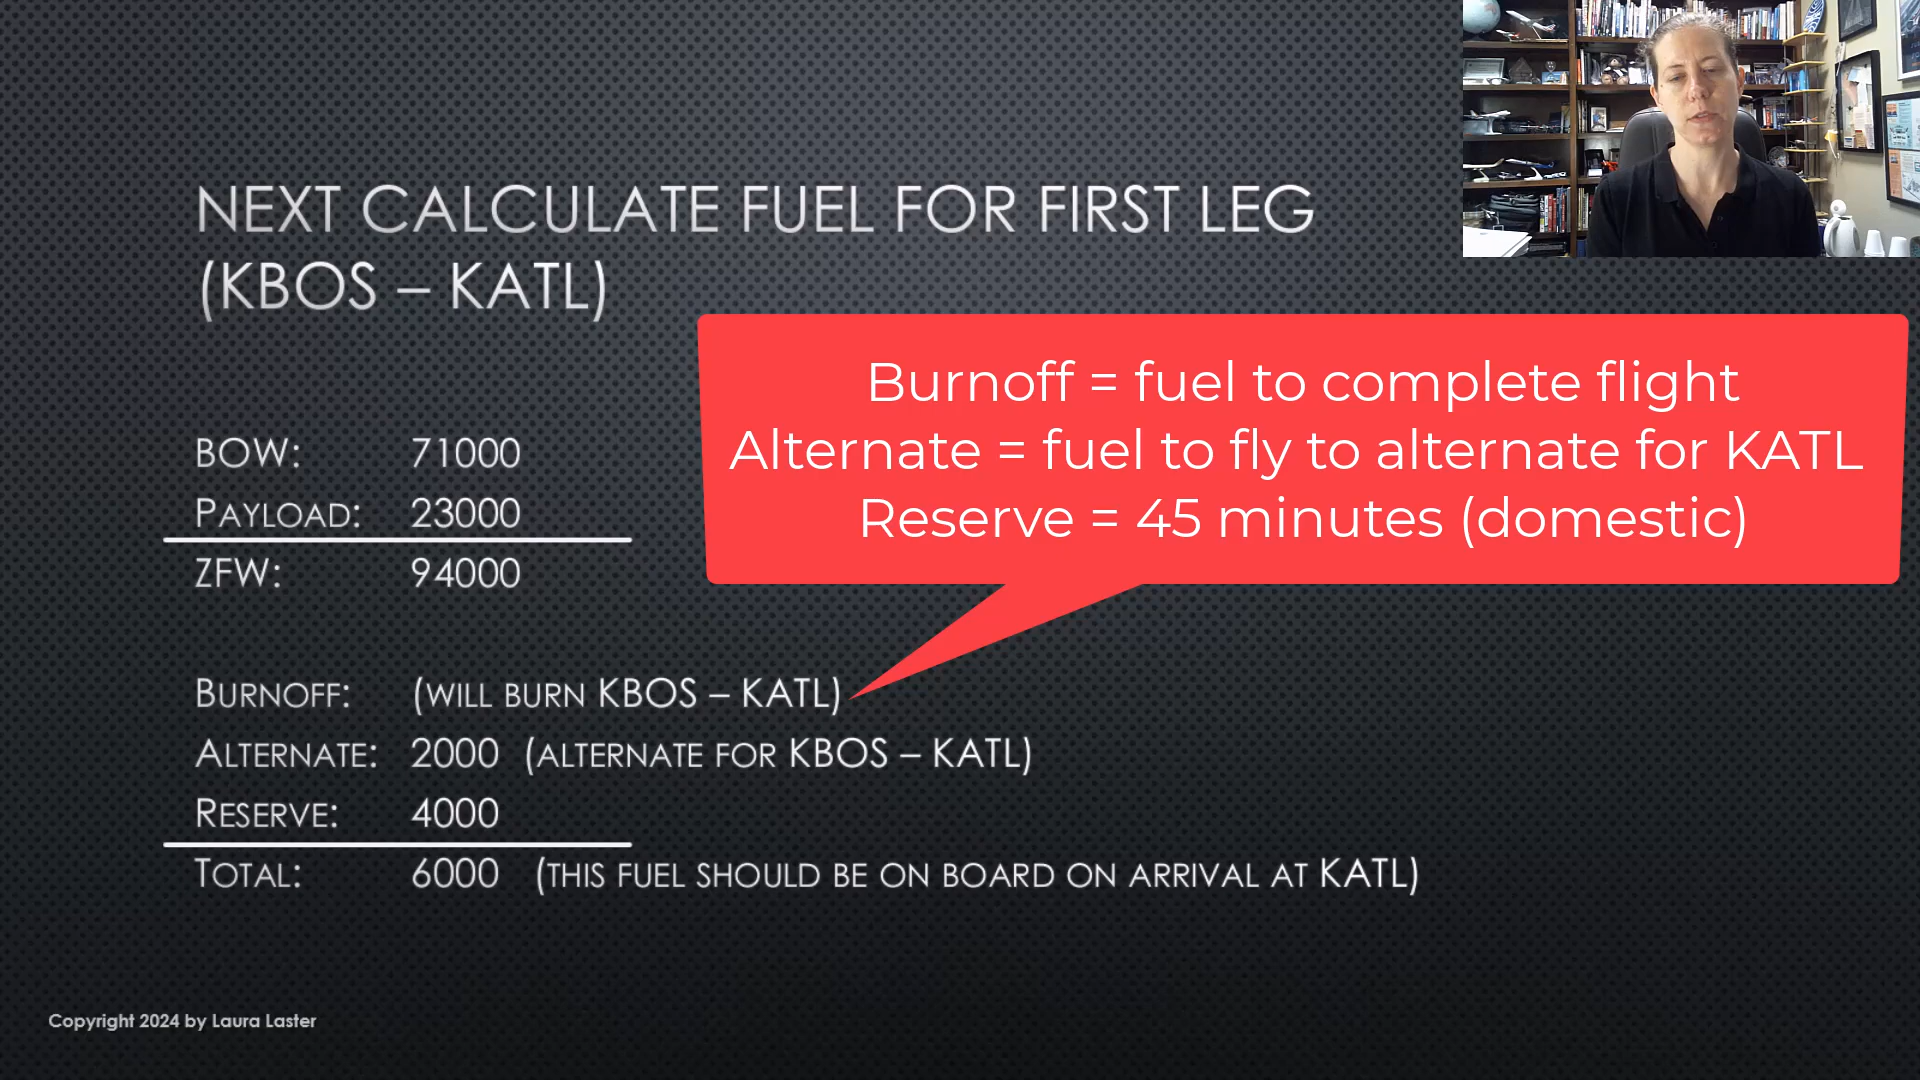 NEXT CALCULATE FUEL FOR FIRST LEG
(KBOS – KATL)
Burnoff = fuel to complete flight
Alternate = fuel to fly to alternate for KATL
Reserve = 45 minutes (domestic)
BOW: 71000
PAYLOAD: 23000
ZFW: 94000
BURNOFF: (WILL BURN KBOS – KATL)
ALTERNATE: 2000 (ALTERNATE FOR KBOS – KATL)
RESERVE: 4000
TOTAL: 6000 (THIS FUEL SHOULD BE ON BOARD ON ARRIVAL AT KATL)
Copyright 2024 by Laura Laster